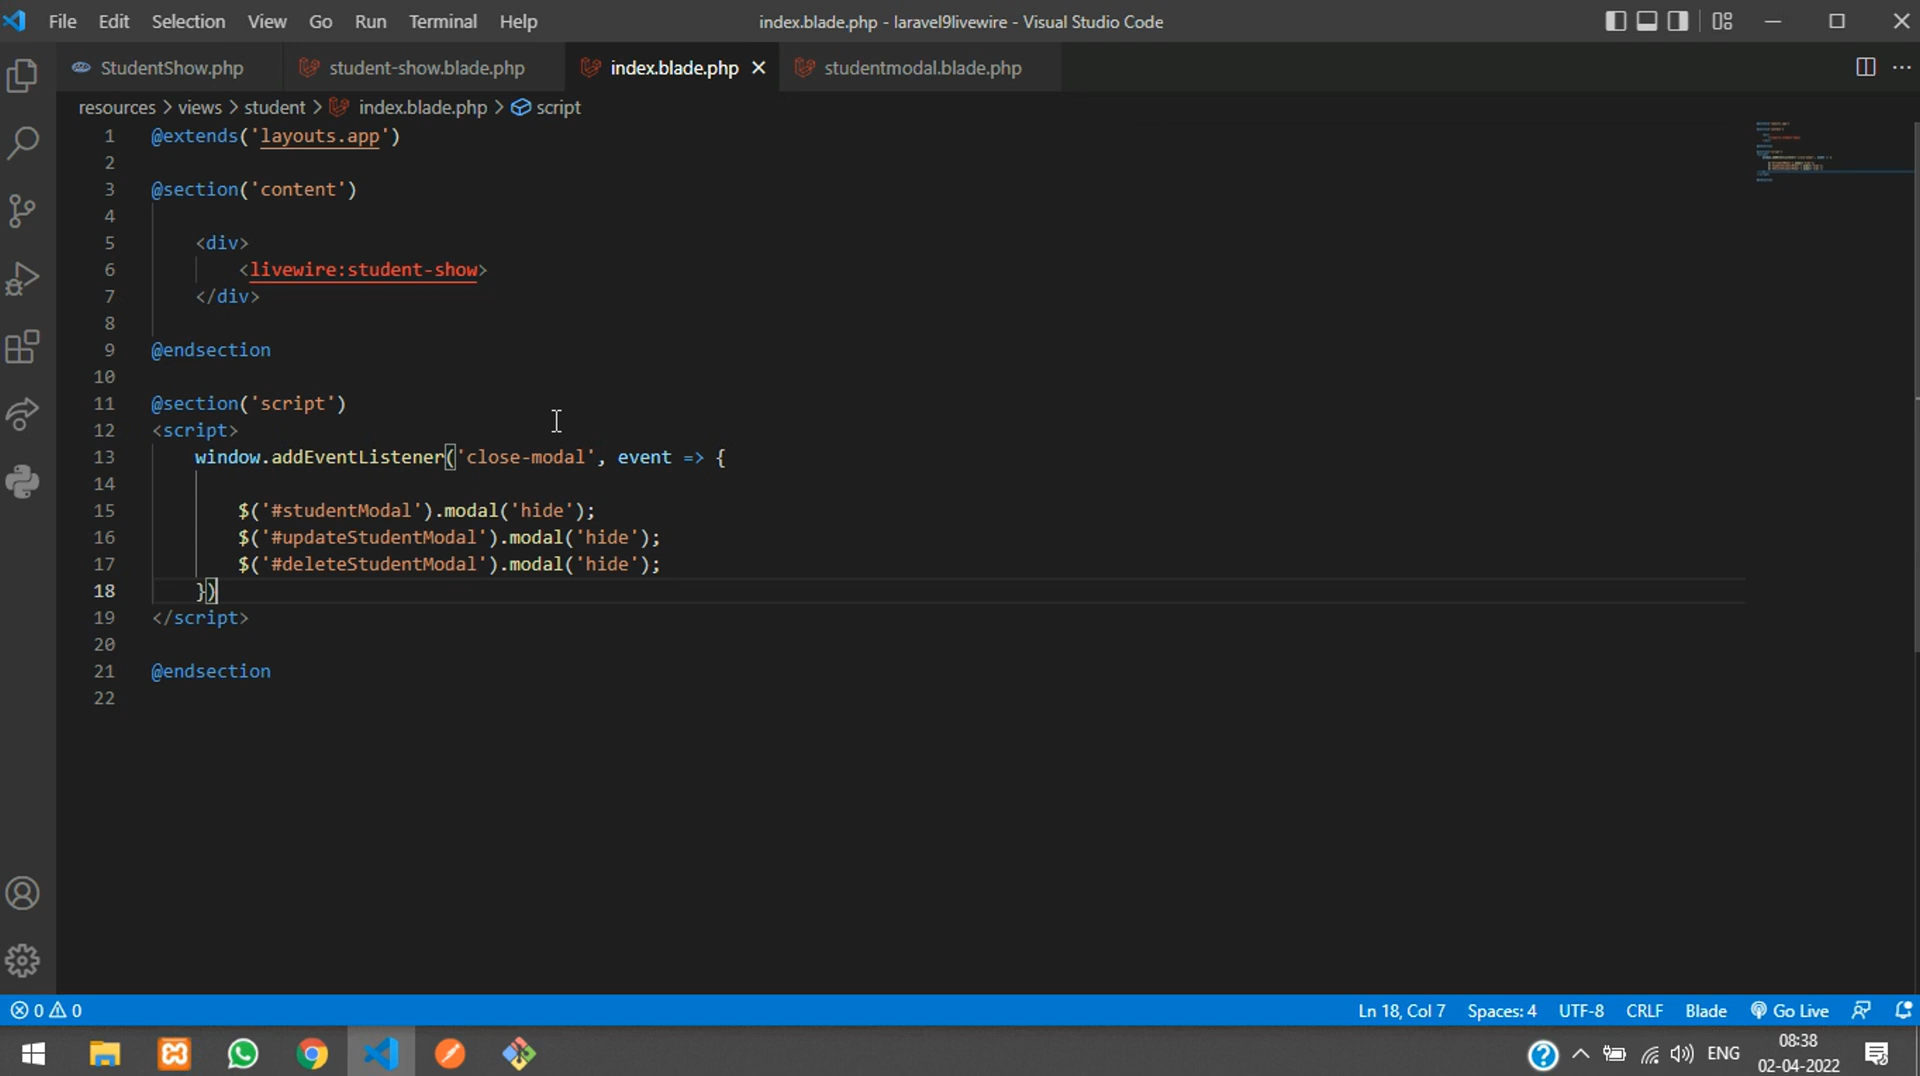 File Edit Selection View Go Run Terminal Help index.blade.php - laravel9livewire - Visual Studio Code
StudentShow.php student-show.blade.php index.blade.php studentmodal.blade.php
resources > views > student > index.blade.php > script
1 @extends('layouts.app')
2
3 @section('content')
4
5 <div>
6 <livewire:student-show>
7 </div>
8
9 @endsection
10
11 @section('script')
12 <script>
13 window.addEventListener('close-modal', event => {
14
15 $('#studentModal').modal('hide');
16 $('#updateStudentModal').modal('hide');
17 $('#deleteStudentModal').modal('hide');
18 })
19 </script>
20
21 @endsection
22
0 0 Ln 18, Col 7 Spaces: 4 UTF-8 CRLF Blade Go Live
ENG 08:38
02-04-2022